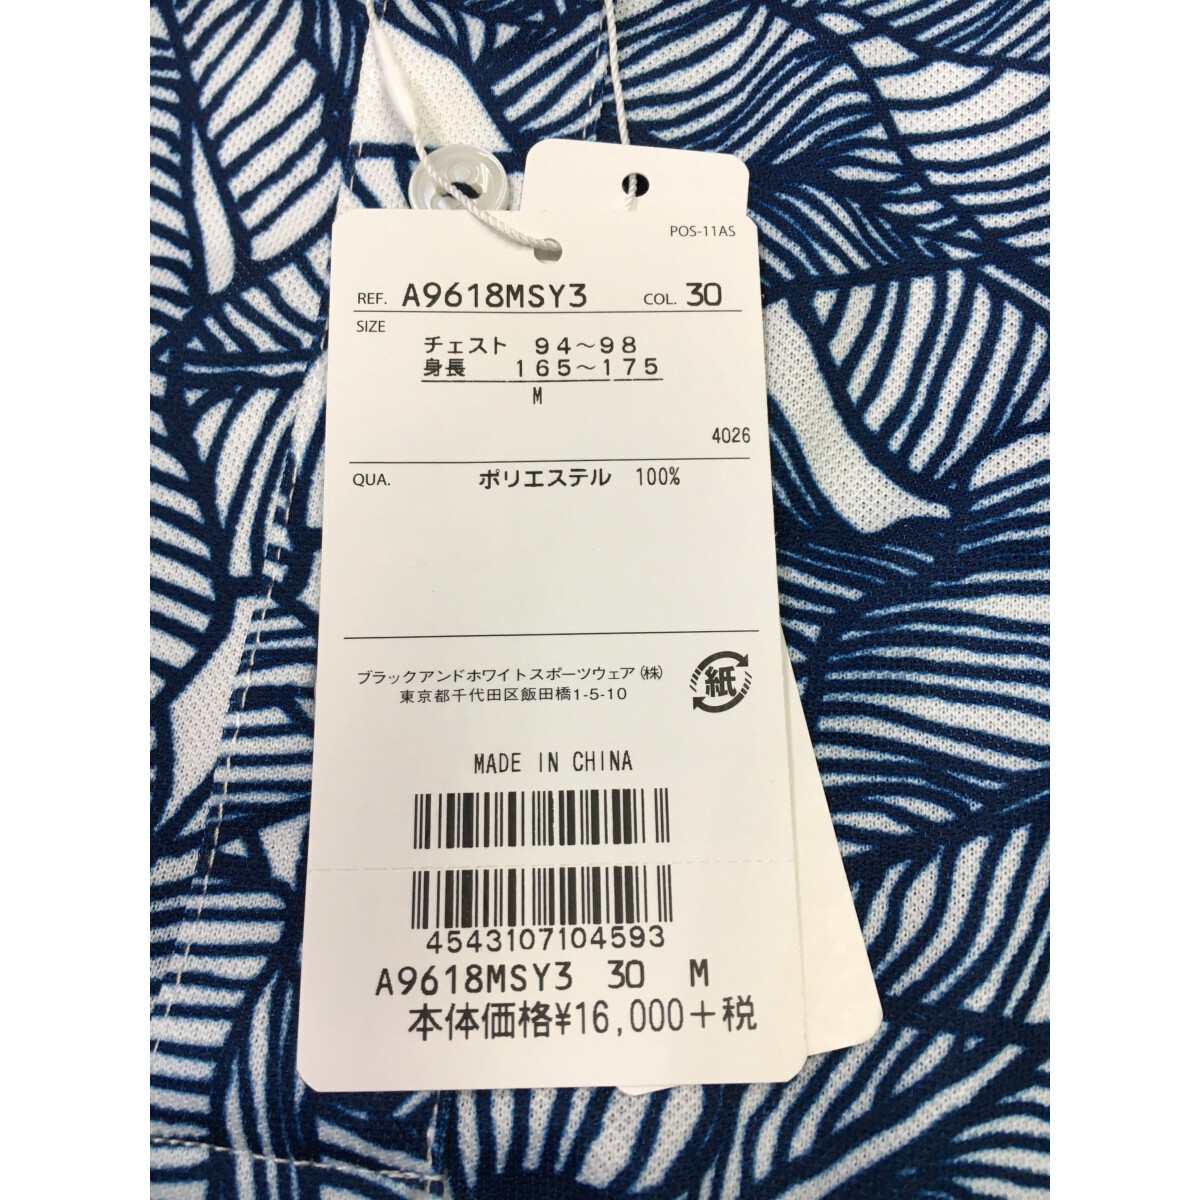 POS-11AS
REF. A9618MSY3 COL. 30
SIZE
チェスト 94～98
身長 165～175
M
4026
QUA. ポリエステル 100%
ブラックアンドホワイトスポーツウェア㈱
東京都千代田区飯田橋1-5-10
紙
MADE IN CHINA
4543107104593
A9618MSY3 30 M
本体価格¥16,000+税